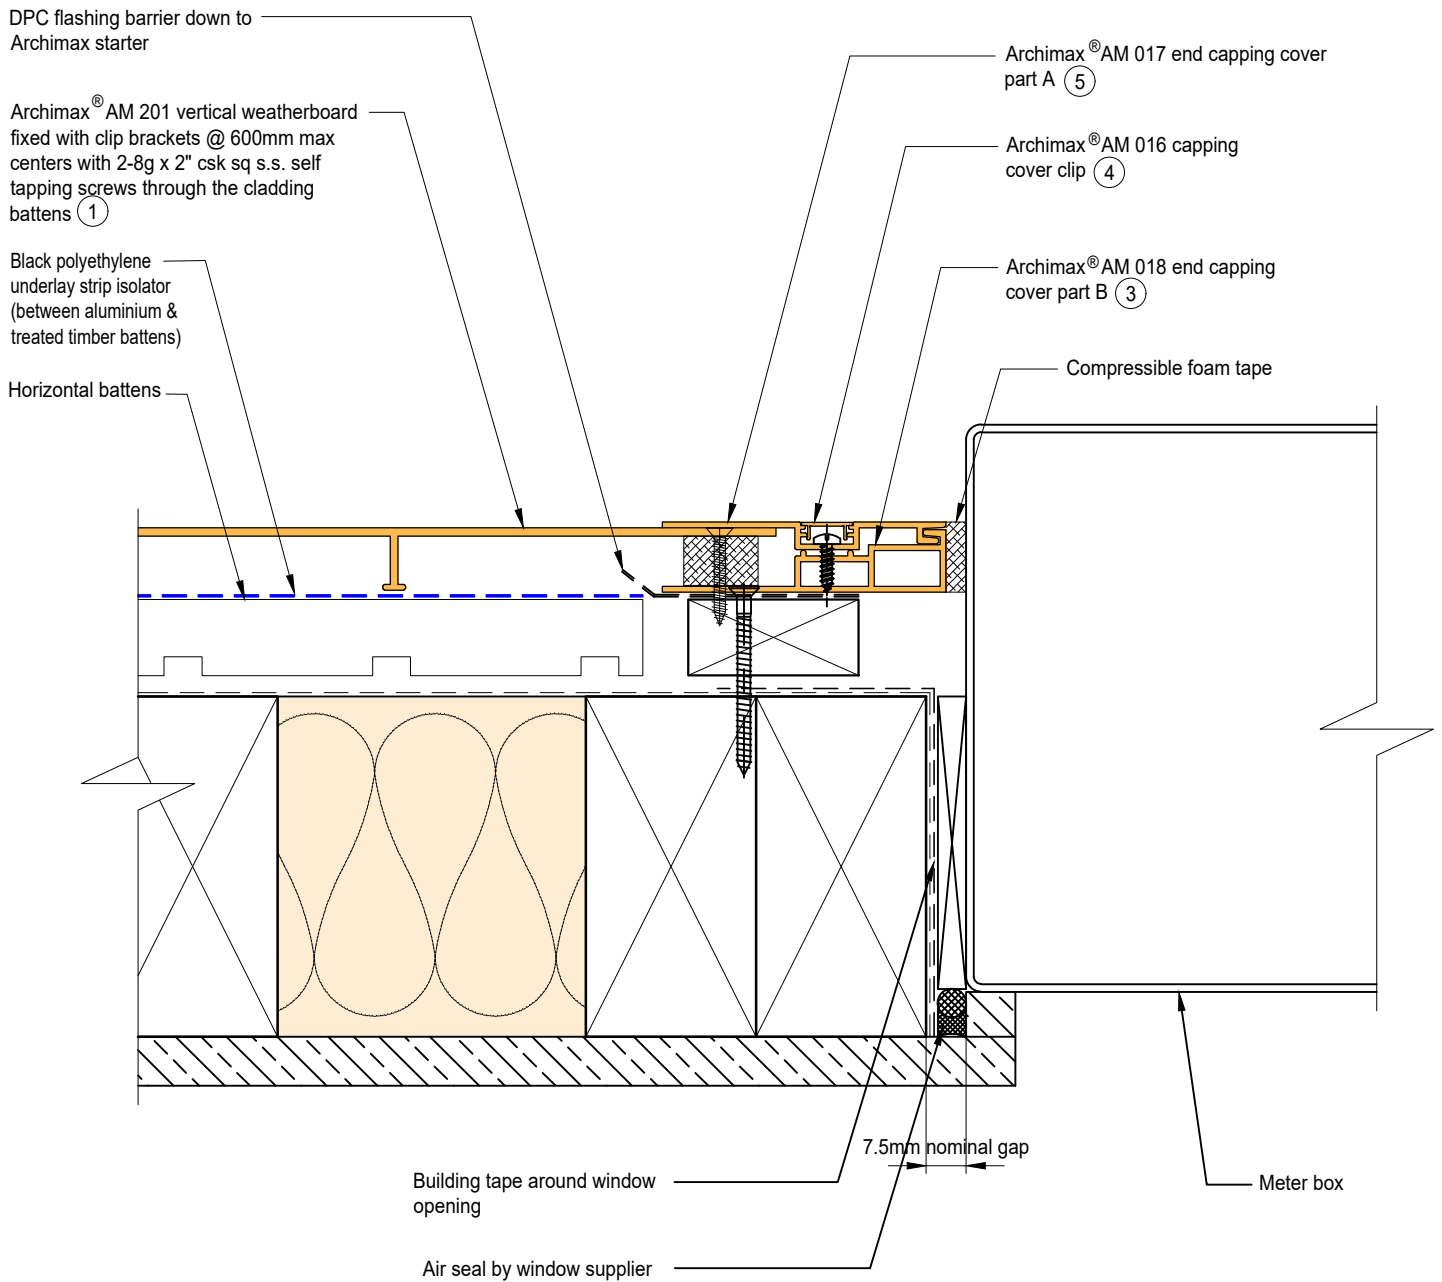 DPC flashing barrier down to
Archimax starter
Archimax® AM 201 vertical weatherboard
fixed with clip brackets @ 600mm max
centers with 2-8g x 2" csk sq s.s. self
tapping screws through the cladding
battens 1
Black polyethylene
underlay strip isolator
(between aluminium &
treated timber battens)
Horizontal battens
Archimax® AM 017 end capping cover
part A 5
Archimax® AM 016 capping
cover clip 4
Archimax® AM 018 end capping
cover part B 3
Compressible foam tape
7.5mm nominal gap
Building tape around window
opening
Meter box
Air seal by window supplier